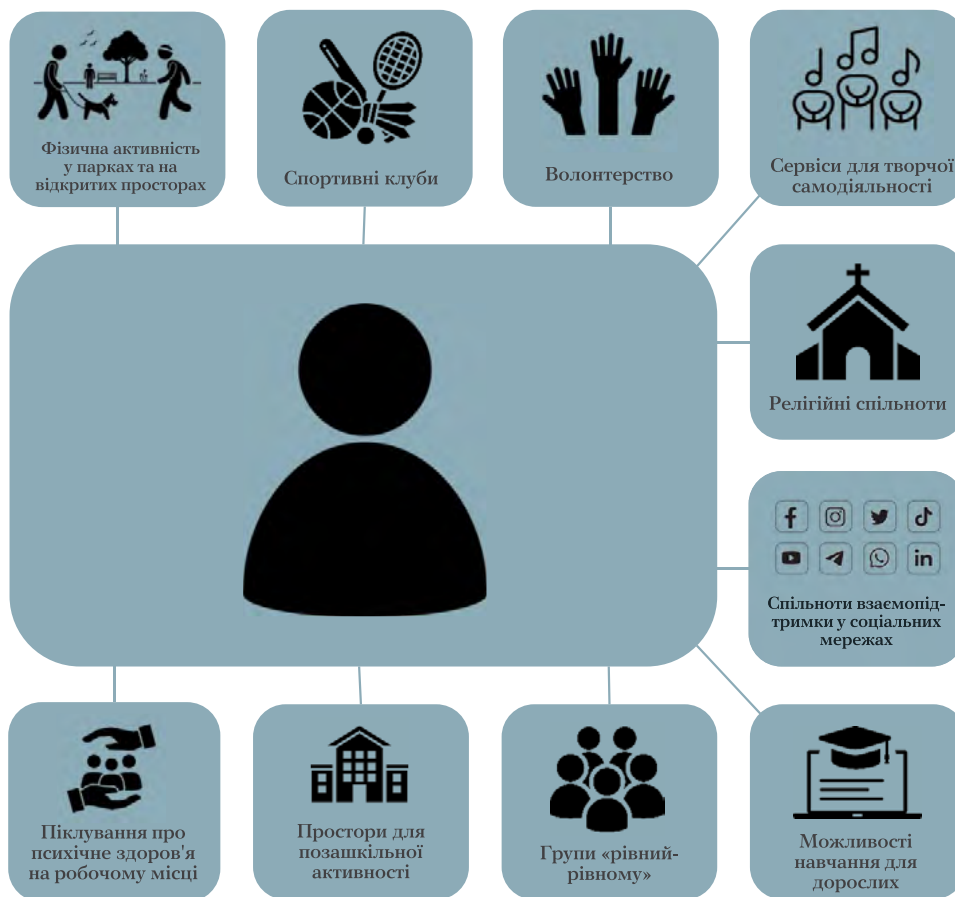 Фізична активність
у парках та на
відкритих просторах
Спортивні клуби
Волонтерство
Сервіси для творчої
самодіяльності
Релігійні спільноти
Спільноти взаємопід-
тримки у соціальних
мережах
Піклування про
психічне здоров'я
на робочому місці
Простори для
позашкільної
активності
Групи «рівний-
рівному»
Можливості
навчання для
дорослих